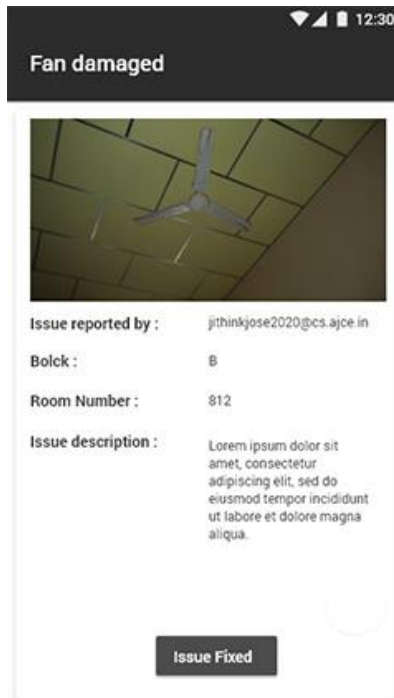 12:30
Fan damaged
Issue reported by : jithinkjose2020@cs.ajce.in
Bolck : B
Room Number : 812
Issue description : Lorem ipsum dolor sit
amet, consectetur
adipiscing elit, sed do
eiusmod tempor incididunt
ut labore et dolore magna
aliqua.
Issue Fixed